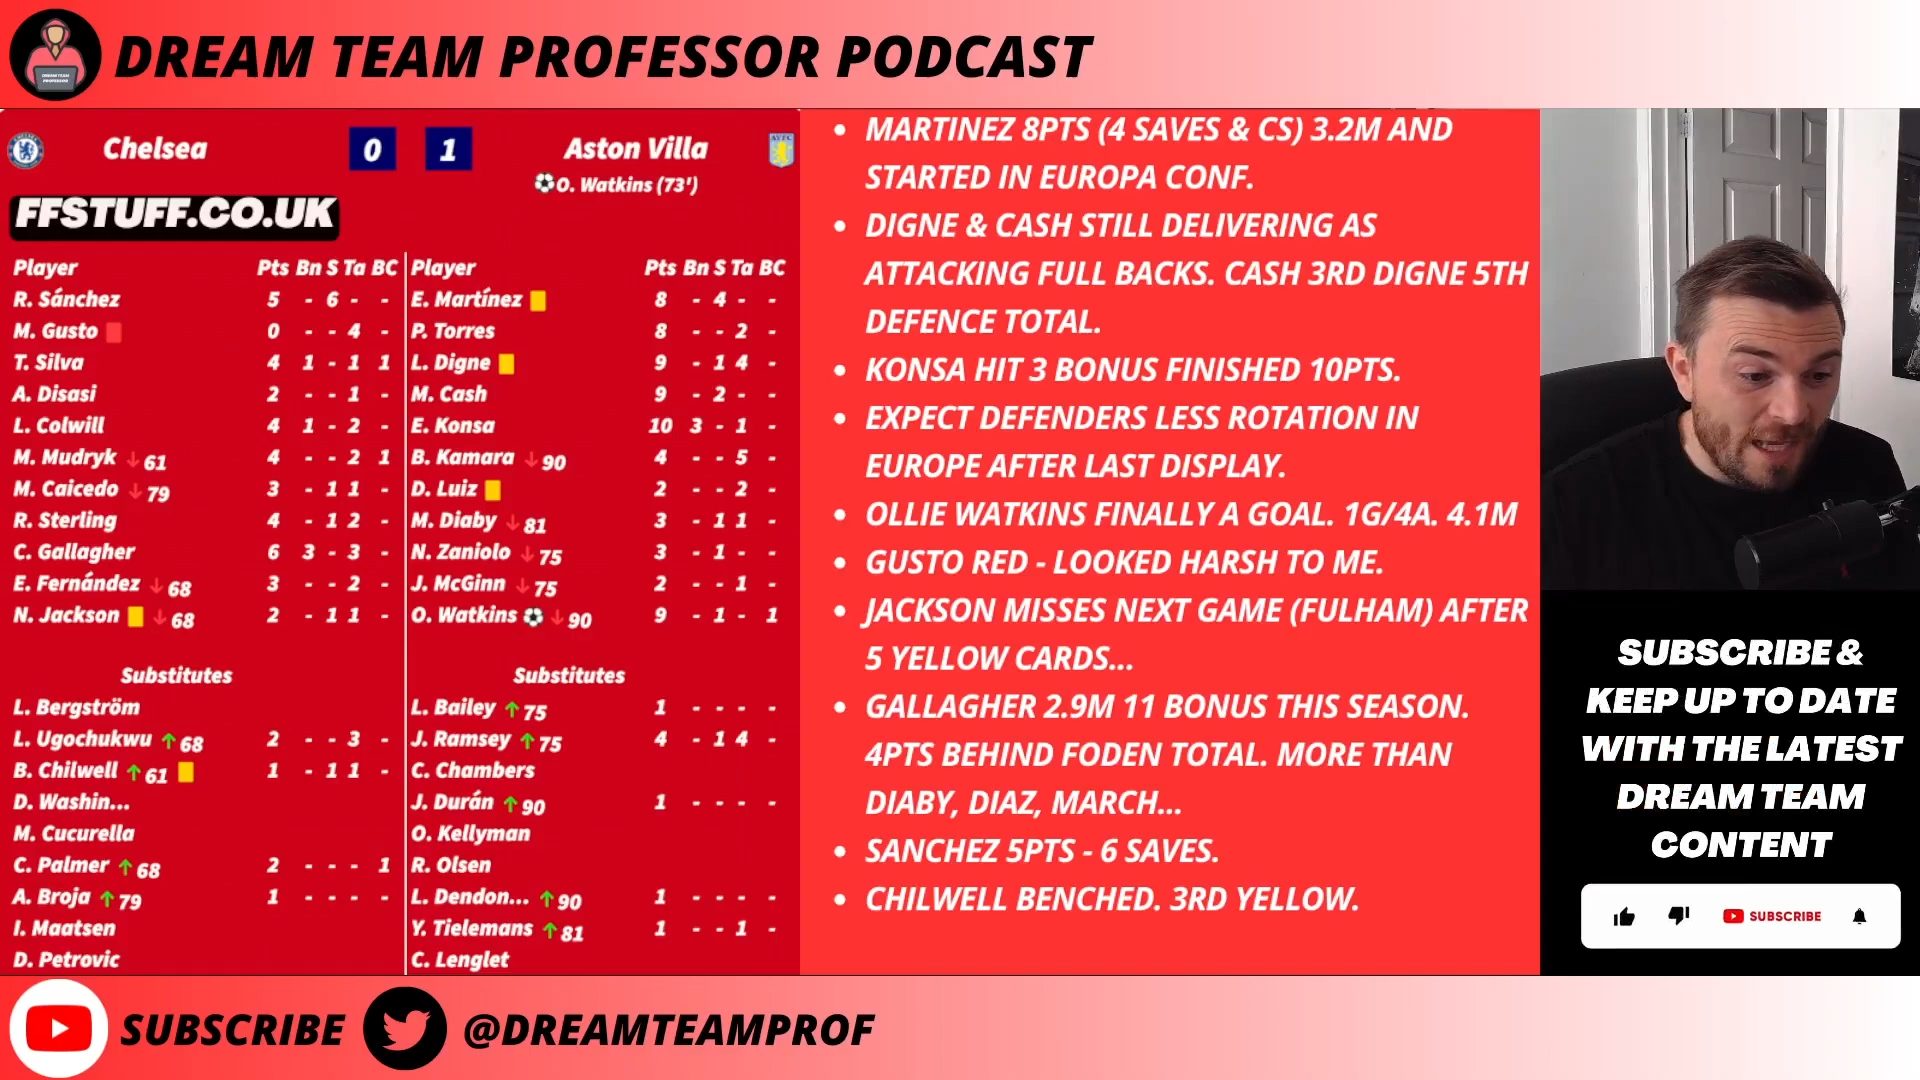 DREAM TEAM PROFESSOR PODCAST
Chelsea 0 1 Aston Villa
O. Watkins (73')
FFSTUFF.CO.UK
Player Pts Bn S Ta BC
R. Sánchez 5 - 6 - -
M. Gusto 0 - - 4 -
T. Silva 4 1 - 1 1
A. Disasi 2 - - 1 -
L. Colwill 4 1 - 2 -
M. Mudryk 61 4 - - 2 1
M. Caicedo 79 3 - 1 1 -
R. Sterling 4 - 1 2 -
C. Gallagher 6 3 - 3 -
E. Fernández 68 3 - - 2 -
N. Jackson 68 2 - 1 1 -
Substitutes
L. Bergström
L. Ugochukwu 68 2 - - 3 -
B. Chilwell 61 1 - 1 1 -
D. Washin...
M. Cucurella
C. Palmer 68 2 - - - 1
A. Broja 79 1 - - - -
I. Maatsen
D. Petrovic
Player Pts Bn S Ta BC
E. Martínez 8 - 4 - -
P. Torres 8 - - 2 -
L. Digne 9 - 1 4 -
M. Cash 9 - 2 - -
E. Konsa 10 3 - 1 -
B. Kamara 90 4 - - 5 -
D. Luiz 2 - - 2 -
M. Diaby 81 3 - 1 1 -
N. Zaniolo 75 3 - 1 - -
J. McGinn 75 2 - - 1 -
O. Watkins 90 9 - 1 - 1
Substitutes
L. Bailey 75 1 - - - -
J. Ramsey 75 4 - 1 4 -
C. Chambers
J. Durán 90 1 - - - -
O. Kellyman
R. Olsen
L. Dendon... 90 1 - - - -
Y. Tielemans 81 1 - - 1 -
C. Lenglet
• MARTINEZ 8PTS (4 SAVES & CS) 3.2M AND
STARTED IN EUROPA CONF.
• DIGNE & CASH STILL DELIVERING AS
ATTACKING FULL BACKS. CASH 3RD DIGNE 5TH
DEFENCE TOTAL.
• KONSA HIT 3 BONUS FINISHED 10PTS.
• EXPECT DEFENDERS LESS ROTATION IN
EUROPE AFTER LAST DISPLAY.
• OLLIE WATKINS FINALLY A GOAL. 1G/4A. 4.1M
• GUSTO RED - LOOKED HARSH TO ME.
• JACKSON MISSES NEXT GAME (FULHAM) AFTER
5 YELLOW CARDS...
• GALLAGHER 2.9M 11 BONUS THIS SEASON.
4PTS BEHIND FODEN TOTAL. MORE THAN
DIABY, DIAZ, MARCH...
• SANCHEZ 5PTS - 6 SAVES.
• CHILWELL BENCHED. 3RD YELLOW.
SUBSCRIBE &
KEEP UP TO DATE
WITH THE LATEST
DREAM TEAM
CONTENT
SUBSCRIBE
SUBSCRIBE @DREAMTEAMPROF